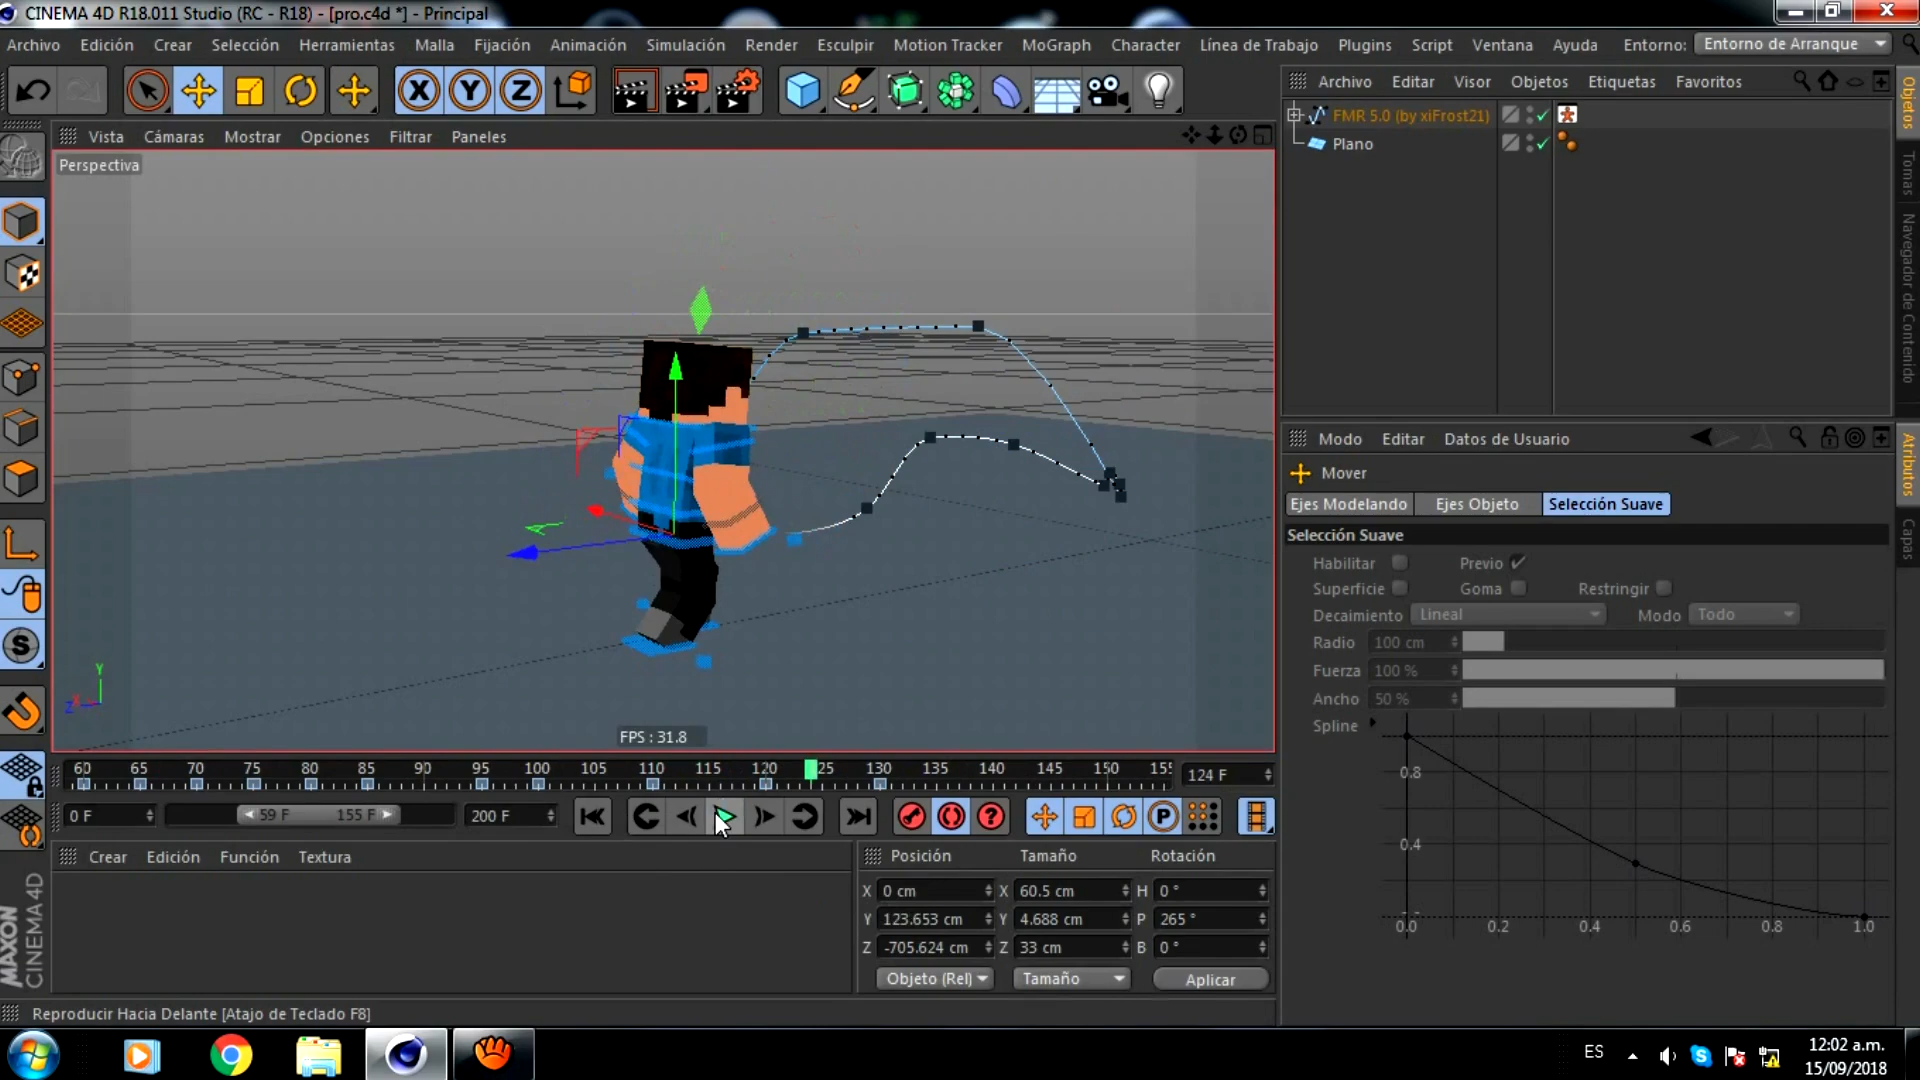 CINEMA 4D R18.011 Studio (RC - R18) - [pro.c4d *] - Principal
Archivo Edición Crear Selección Herramientas Malla Fijación Animación Simulación Render Esculpir Motion Tracker MoGraph Character Línea de Trabajo Plugins Script Ventana Ayuda Entorno: Entorno de Arranque
X Y Z
Archivo Editar Visor Objetos Etiquetas Favoritos
FMR 5.0 (by xiFrost21)
Plano
Objetos
Tomas
Navegador de Contenido
Vista Cámaras Mostrar Opciones Filtrar Paneles
Perspectiva
Y
X
Z
FPS : 31.8
Modo Editar Datos de Usuario
Mover
Ejes Modelando Ejes Objeto Selección Suave
Selección Suave
Habilitar Previo
Superficie Goma Restringir
Decaimiento Lineal Modo Todo
Radio 100 cm
Fuerza 100 %
Ancho 50 %
Spline
0.8
0.4
0.0 0.2 0.4 0.6 0.8 1.0
Atributos
Capas
60 65 70 75 80 85 90 95 100 105 110 115 120 25 130 135 140 145 150 155 124 F
0 F 59 F 155 F 200 F
P
Crear Edición Función Textura
Posición Tamaño Rotación
X 0 cm X 60.5 cm H 0 °
Y 123.653 cm Y 4.688 cm P 265 °
Z -705.624 cm Z 33 cm B 0 °
Objeto (Rel) Tamaño Aplicar
MAXON
CINEMA 4D
Reproducir Hacia Delante [Atajo de Teclado F8]
ES
12:02 a.m.
15/09/2018